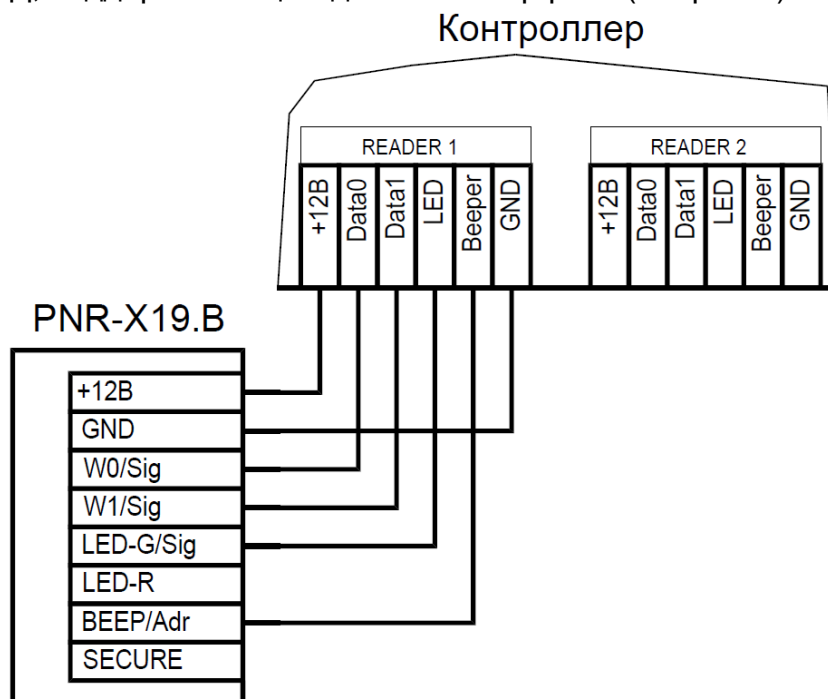 Контроллер
READER 1
READER 2
+12В
Data0
Data1
LED
Beeper
GND
+12В
Data0
Data1
LED
Beeper
GND
PNR-X19.B
+12В
GND
W0/Sig
W1/Sig
LED-G/Sig
LED-R
BEEP/Adr
SECURE